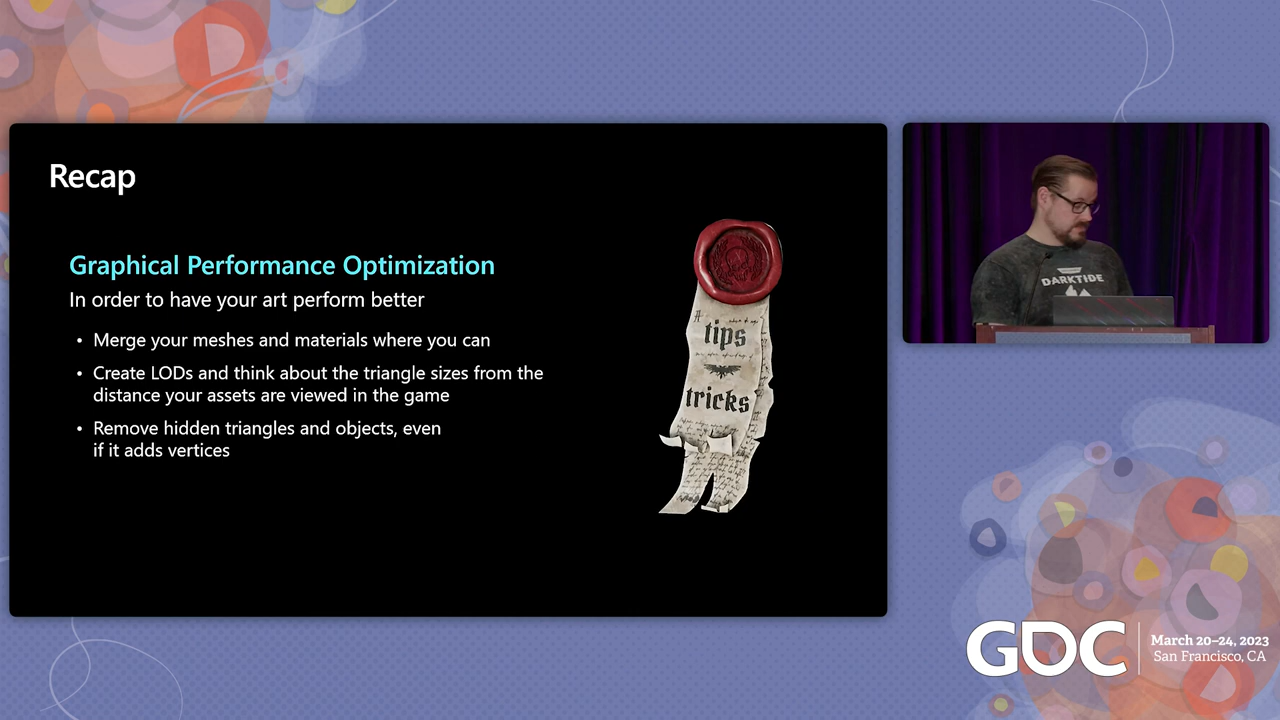 Recap
Graphical Performance Optimization
In order to have your art perform better
• Merge your meshes and materials where you can
• Create LODs and think about the triangle sizes from the
distance your assets are viewed in the game
• Remove hidden triangles and objects, even
if it adds vertices
tips
tricks
DARKTIDE
GDC
March 20–24, 2023
San Francisco, CA